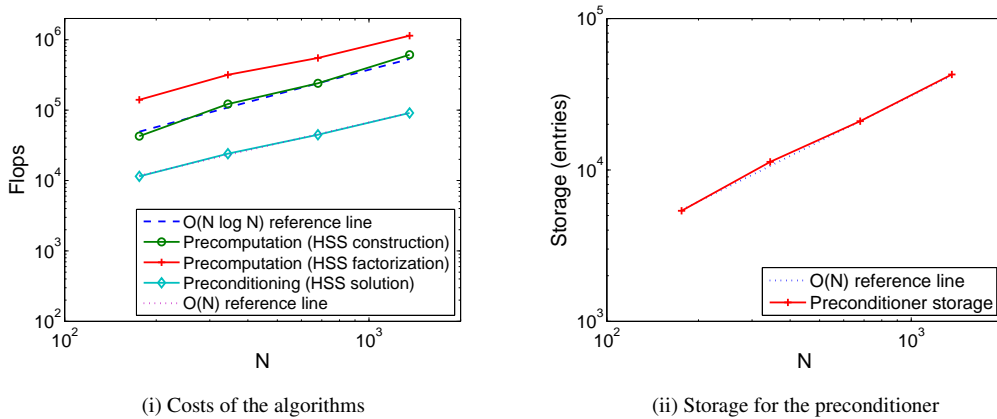 10^6
10^5
10^4
10^3
10^2
Flops
O(N log N) reference line
Precomputation (HSS construction)
Precomputation (HSS factorization)
Preconditioning (HSS solution)
O(N) reference line
10^2
10^3
N
(i) Costs of the algorithms
10^5
10^4
10^3
Storage (entries)
O(N) reference line
Preconditioner storage
10^2
10^3
N
(ii) Storage for the preconditioner